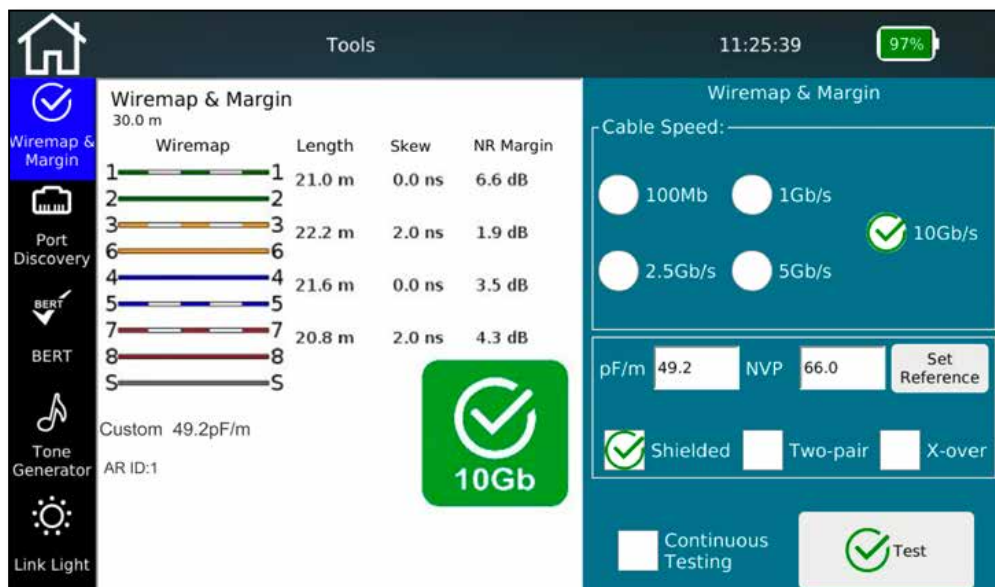 Tools
11:25:39
97%
Wiremap &
Margin
Port
Discovery
BERT
BERT
Tone
Generator
Link Light
Wiremap & Margin
30.0 m
Wiremap Length Skew NR Margin
1 1 21.0 m 0.0 ns 6.6 dB
2 2
3 3 22.2 m 2.0 ns 1.9 dB
6 6
4 4 21.6 m 0.0 ns 3.5 dB
5 5
7 7 20.8 m 2.0 ns 4.3 dB
8 8
S S
Custom 49.2pF/m
AR ID:1
10Gb
Wiremap & Margin
Cable Speed:
100Mb 1Gb/s
10Gb/s
2.5Gb/s 5Gb/s
pF/m 49.2 NVP 66.0 Set
Reference
Shielded Two-pair X-over
Continuous
Testing
Test